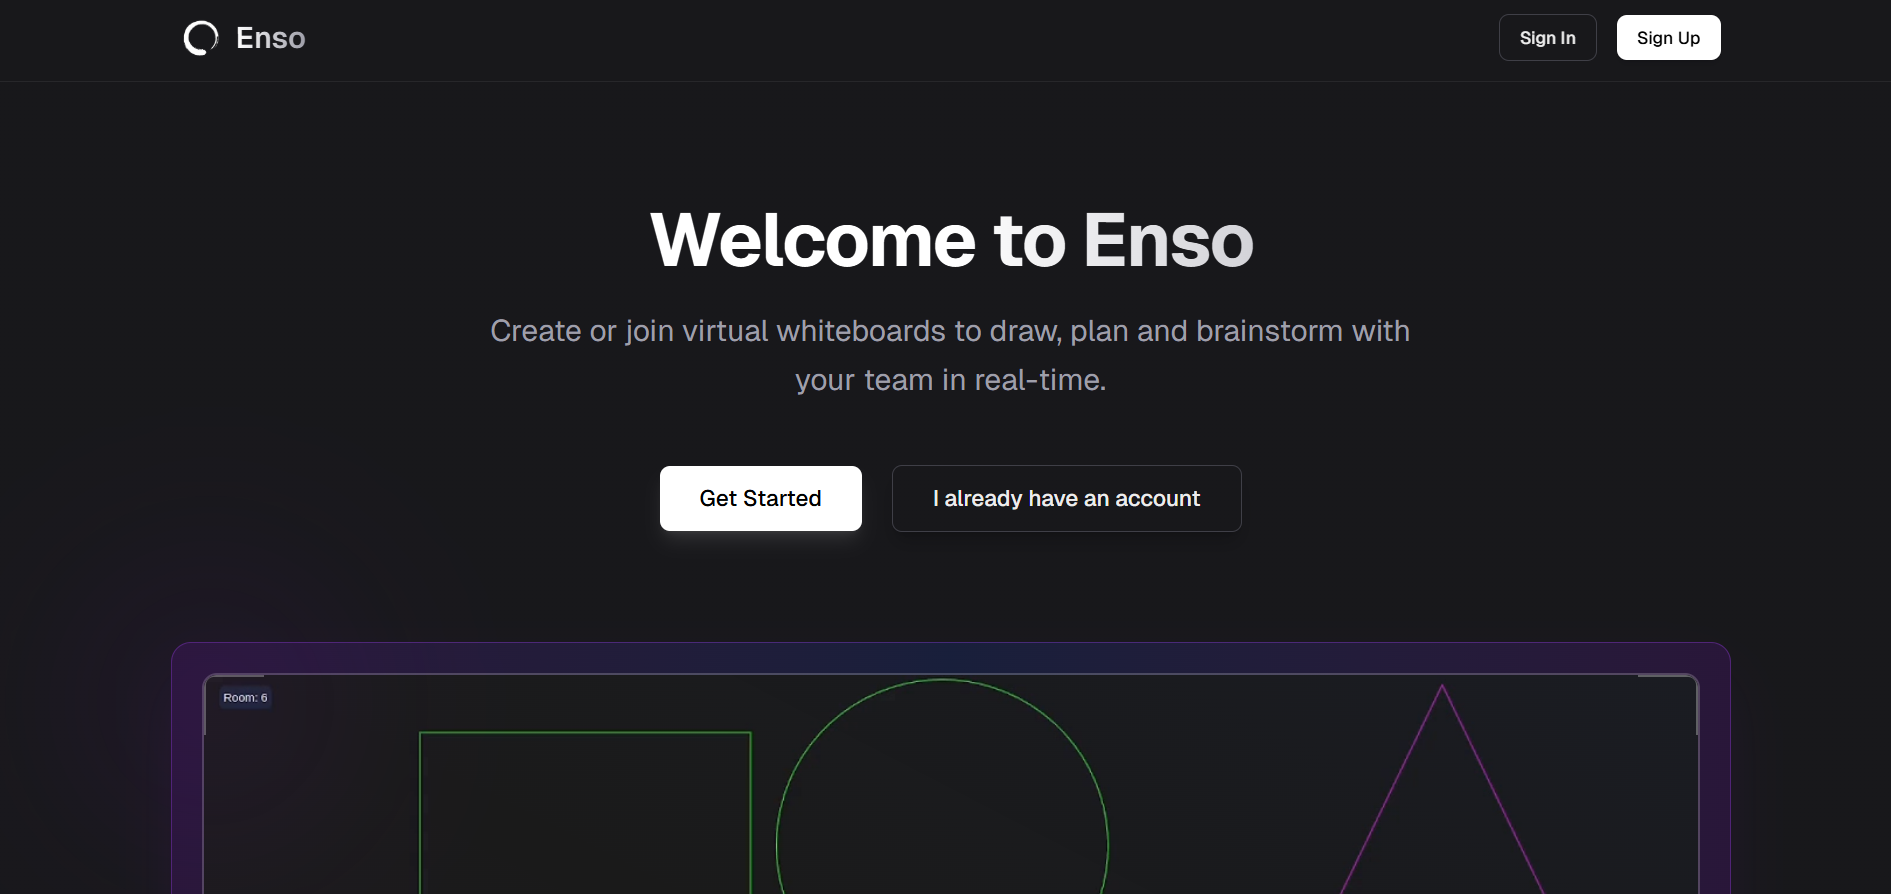 Enso
Sign In
Sign Up
Welcome to Enso
Create or join virtual whiteboards to draw, plan and brainstorm with
your team in real-time.
Get Started
I already have an account
Room: 6